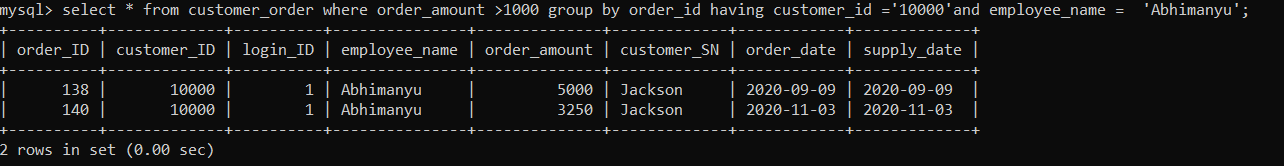 mysql> select * from customer_order where order_amount >1000 group by order_id having customer_id ='10000'and employee_name =  'Abhimanyu';
+----------+-------------+----------+---------------+--------------+-------------+------------+-------------+
| order_ID | customer_ID | login_ID | employee_name | order_amount | customer_SN | order_date | supply_date |
+----------+-------------+----------+---------------+--------------+-------------+------------+-------------+
|      138 |       10000 |        1 | Abhimanyu     |         5000 | Jackson     | 2020-09-09 | 2020-09-09  |
|      140 |       10000 |        1 | Abhimanyu     |         3250 | Jackson     | 2020-11-03 | 2020-11-03  |
+----------+-------------+----------+---------------+--------------+-------------+------------+-------------+
2 rows in set (0.00 sec)